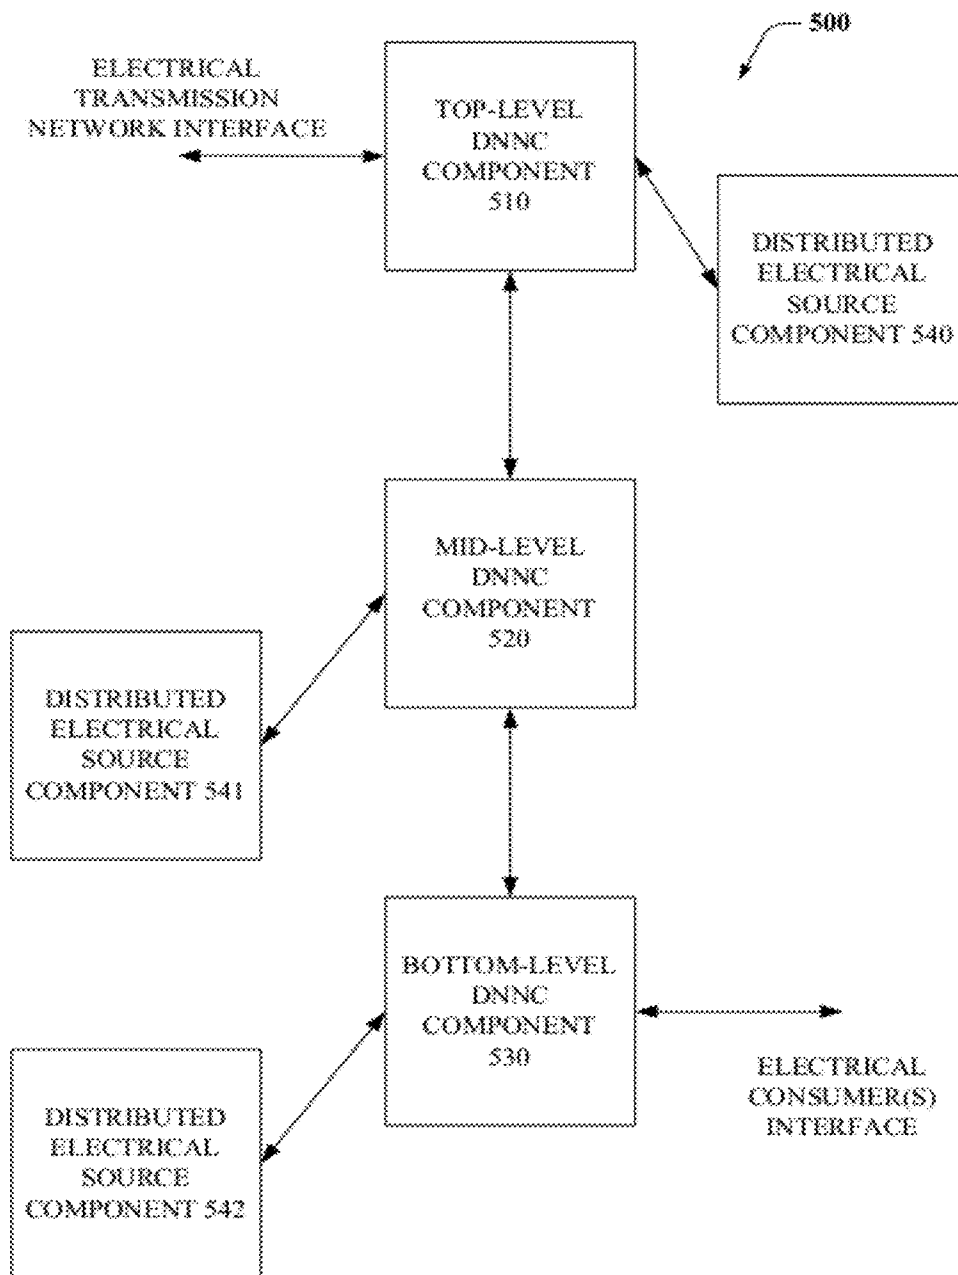 500
ELECTRICAL
TRANSMISSION
NETWORK INTERFACE
TOP-LEVEL
DNNC
COMPONENT
510
DISTRIBUTED
ELECTRICAL
SOURCE
COMPONENT 540
MID-LEVEL
DNNC
COMPONENT
520
DISTRIBUTED
ELECTRICAL
SOURCE
COMPONENT 541
BOTTOM-LEVEL
DNNC
COMPONENT
530
ELECTRICAL
CONSUMER(S)
INTERFACE
DISTRIBUTED
ELECTRICAL
SOURCE
COMPONENT 542